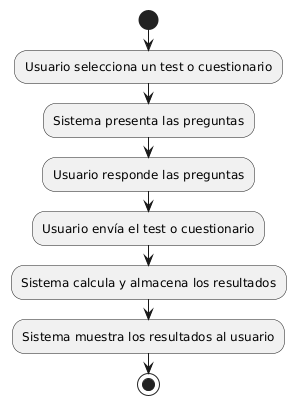 Usuario selecciona un test o cuestionario
Sistema presenta las preguntas
Usuario responde las preguntas
Usuario envía el test o cuestionario
Sistema calcula y almacena los resultados
Sistema muestra los resultados al usuario